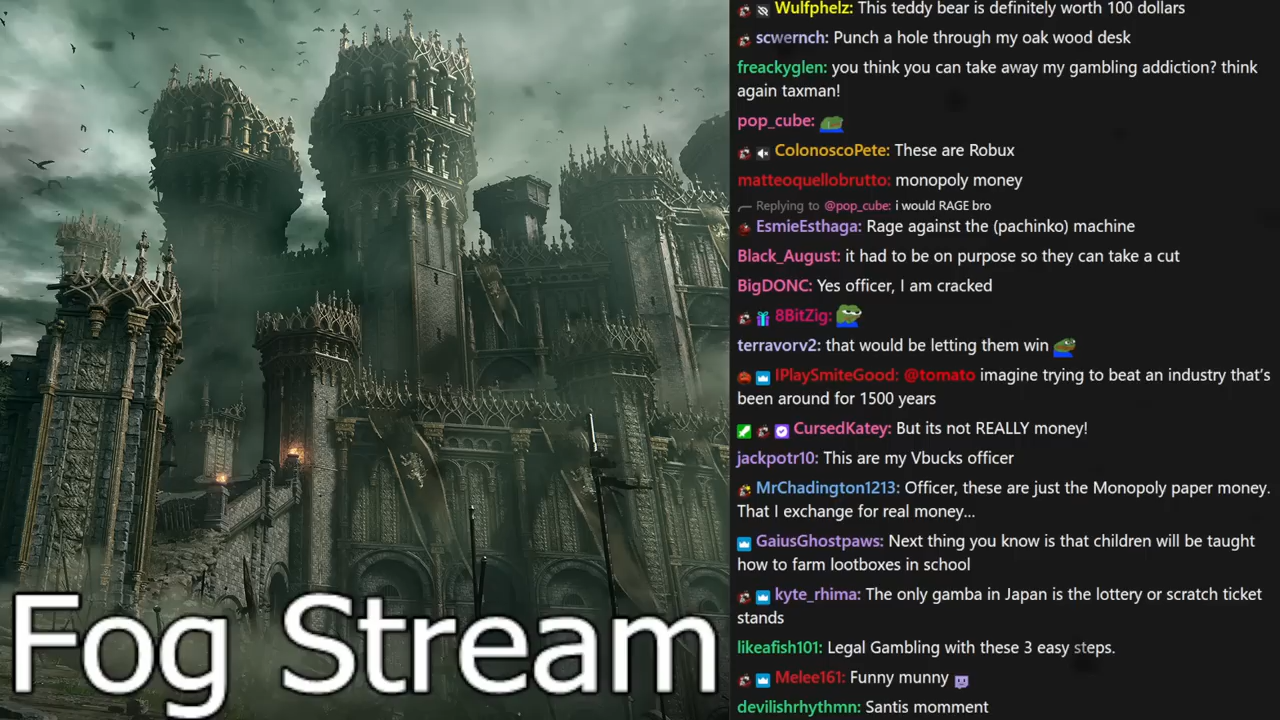 Wulfphelz: This teddy bear is definitely worth 100 dollars
scwernch: Punch a hole through my oak wood desk
freackyglen: you think you can take away my gambling addiction? think
again taxman!
pop_cube:
ColonoscoPete: These are Robux
matteoquellobrutto: monopoly money
Replying to @pop_cube: i would RAGE bro
EsmieEsthaga: Rage against the (pachinko) machine
Black_August: it had to be on purpose so they can take a cut
BigDONC: Yes officer, I am cracked
8BitZig:
terravorv2: that would be letting them win
IPlaySmiteGood: @tomato imagine trying to beat an industry that's
been around for 1500 years
CursedKatey: But its not REALLY money!
jackpotr10: This are my Vbucks officer
MrChadington1213: Officer, these are just the Monopoly paper money.
That I exchange for real money...
GaiusGhostpaws: Next thing you know is that children will be taught
how to farm lootboxes in school
kyte_rhima: The only gamba in Japan is the lottery or scratch ticket
stands
likeafish101: Legal Gambling with these 3 easy steps.
Melee161: Funny munny
devilishrhythmn: Santis momment
Fog Stream